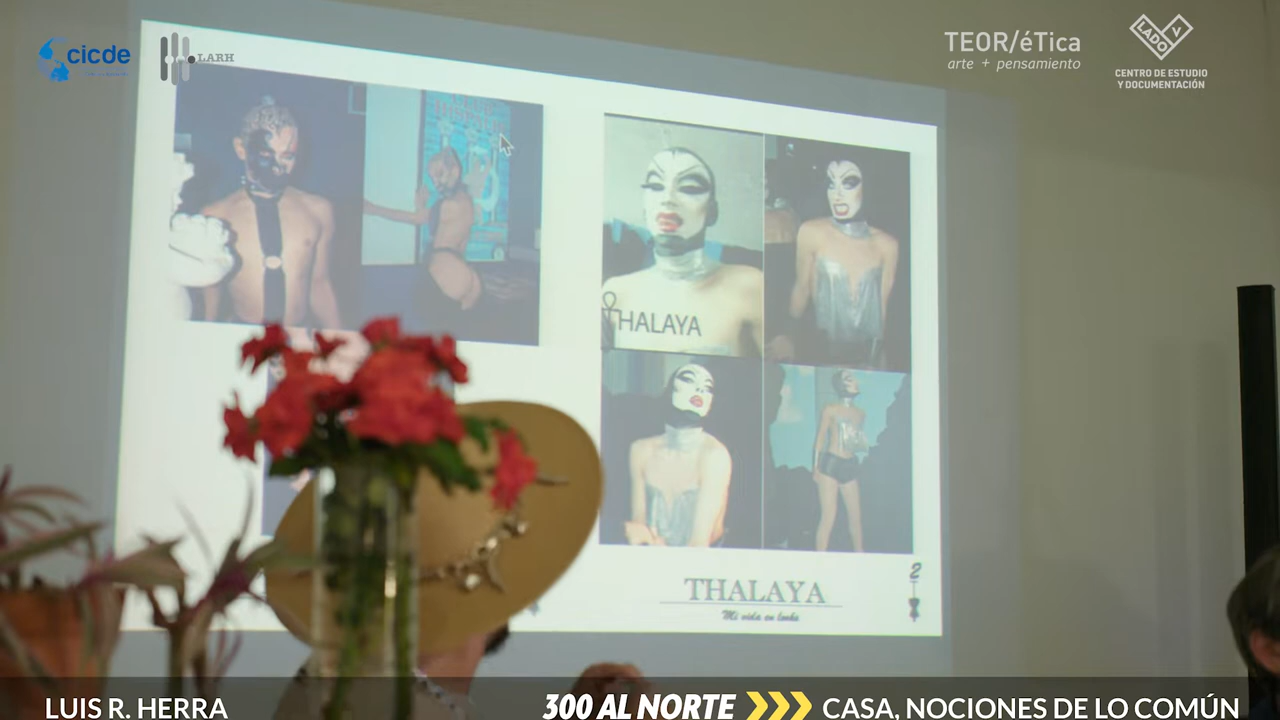 cicde
LARH
TEOR/éTica
arte + pensamiento
LADO V
CENTRO DE ESTUDIO
Y DOCUMENTACIÓN
THALAYA
THALAYA
Mi vida en looks
2
LUIS R. HERRA
300 AL NORTE
CASA, NOCIONES DE LO COMÚN